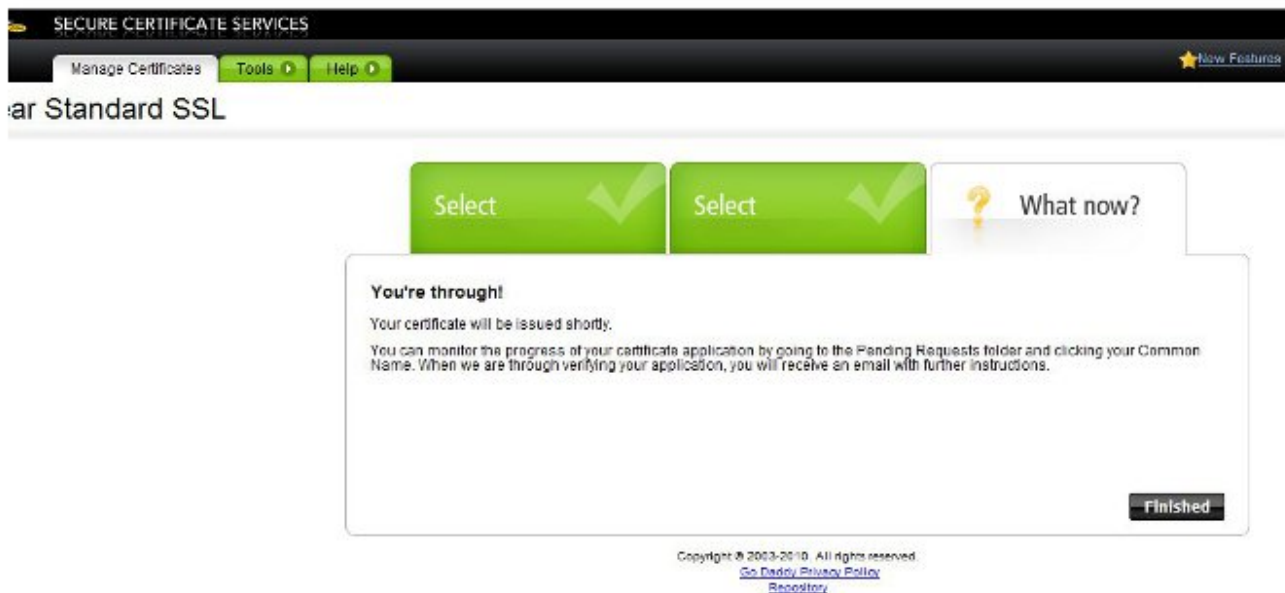 SECURE CERTIFICATE SERVICES
Manage Certificates Tools Help
New Features
ar Standard SSL
Select Select ? What now?
You're through!
Your certificate will be issued shortly.
You can monitor the progress of your certificate application by going to the Pending Requests folder and clicking your Common
Name. When we are through verifying your application, you will receive an email with further instructions.
Finished
Copyright © 2003-2010. All rights reserved.
Go Daddy Privacy Policy
Repository